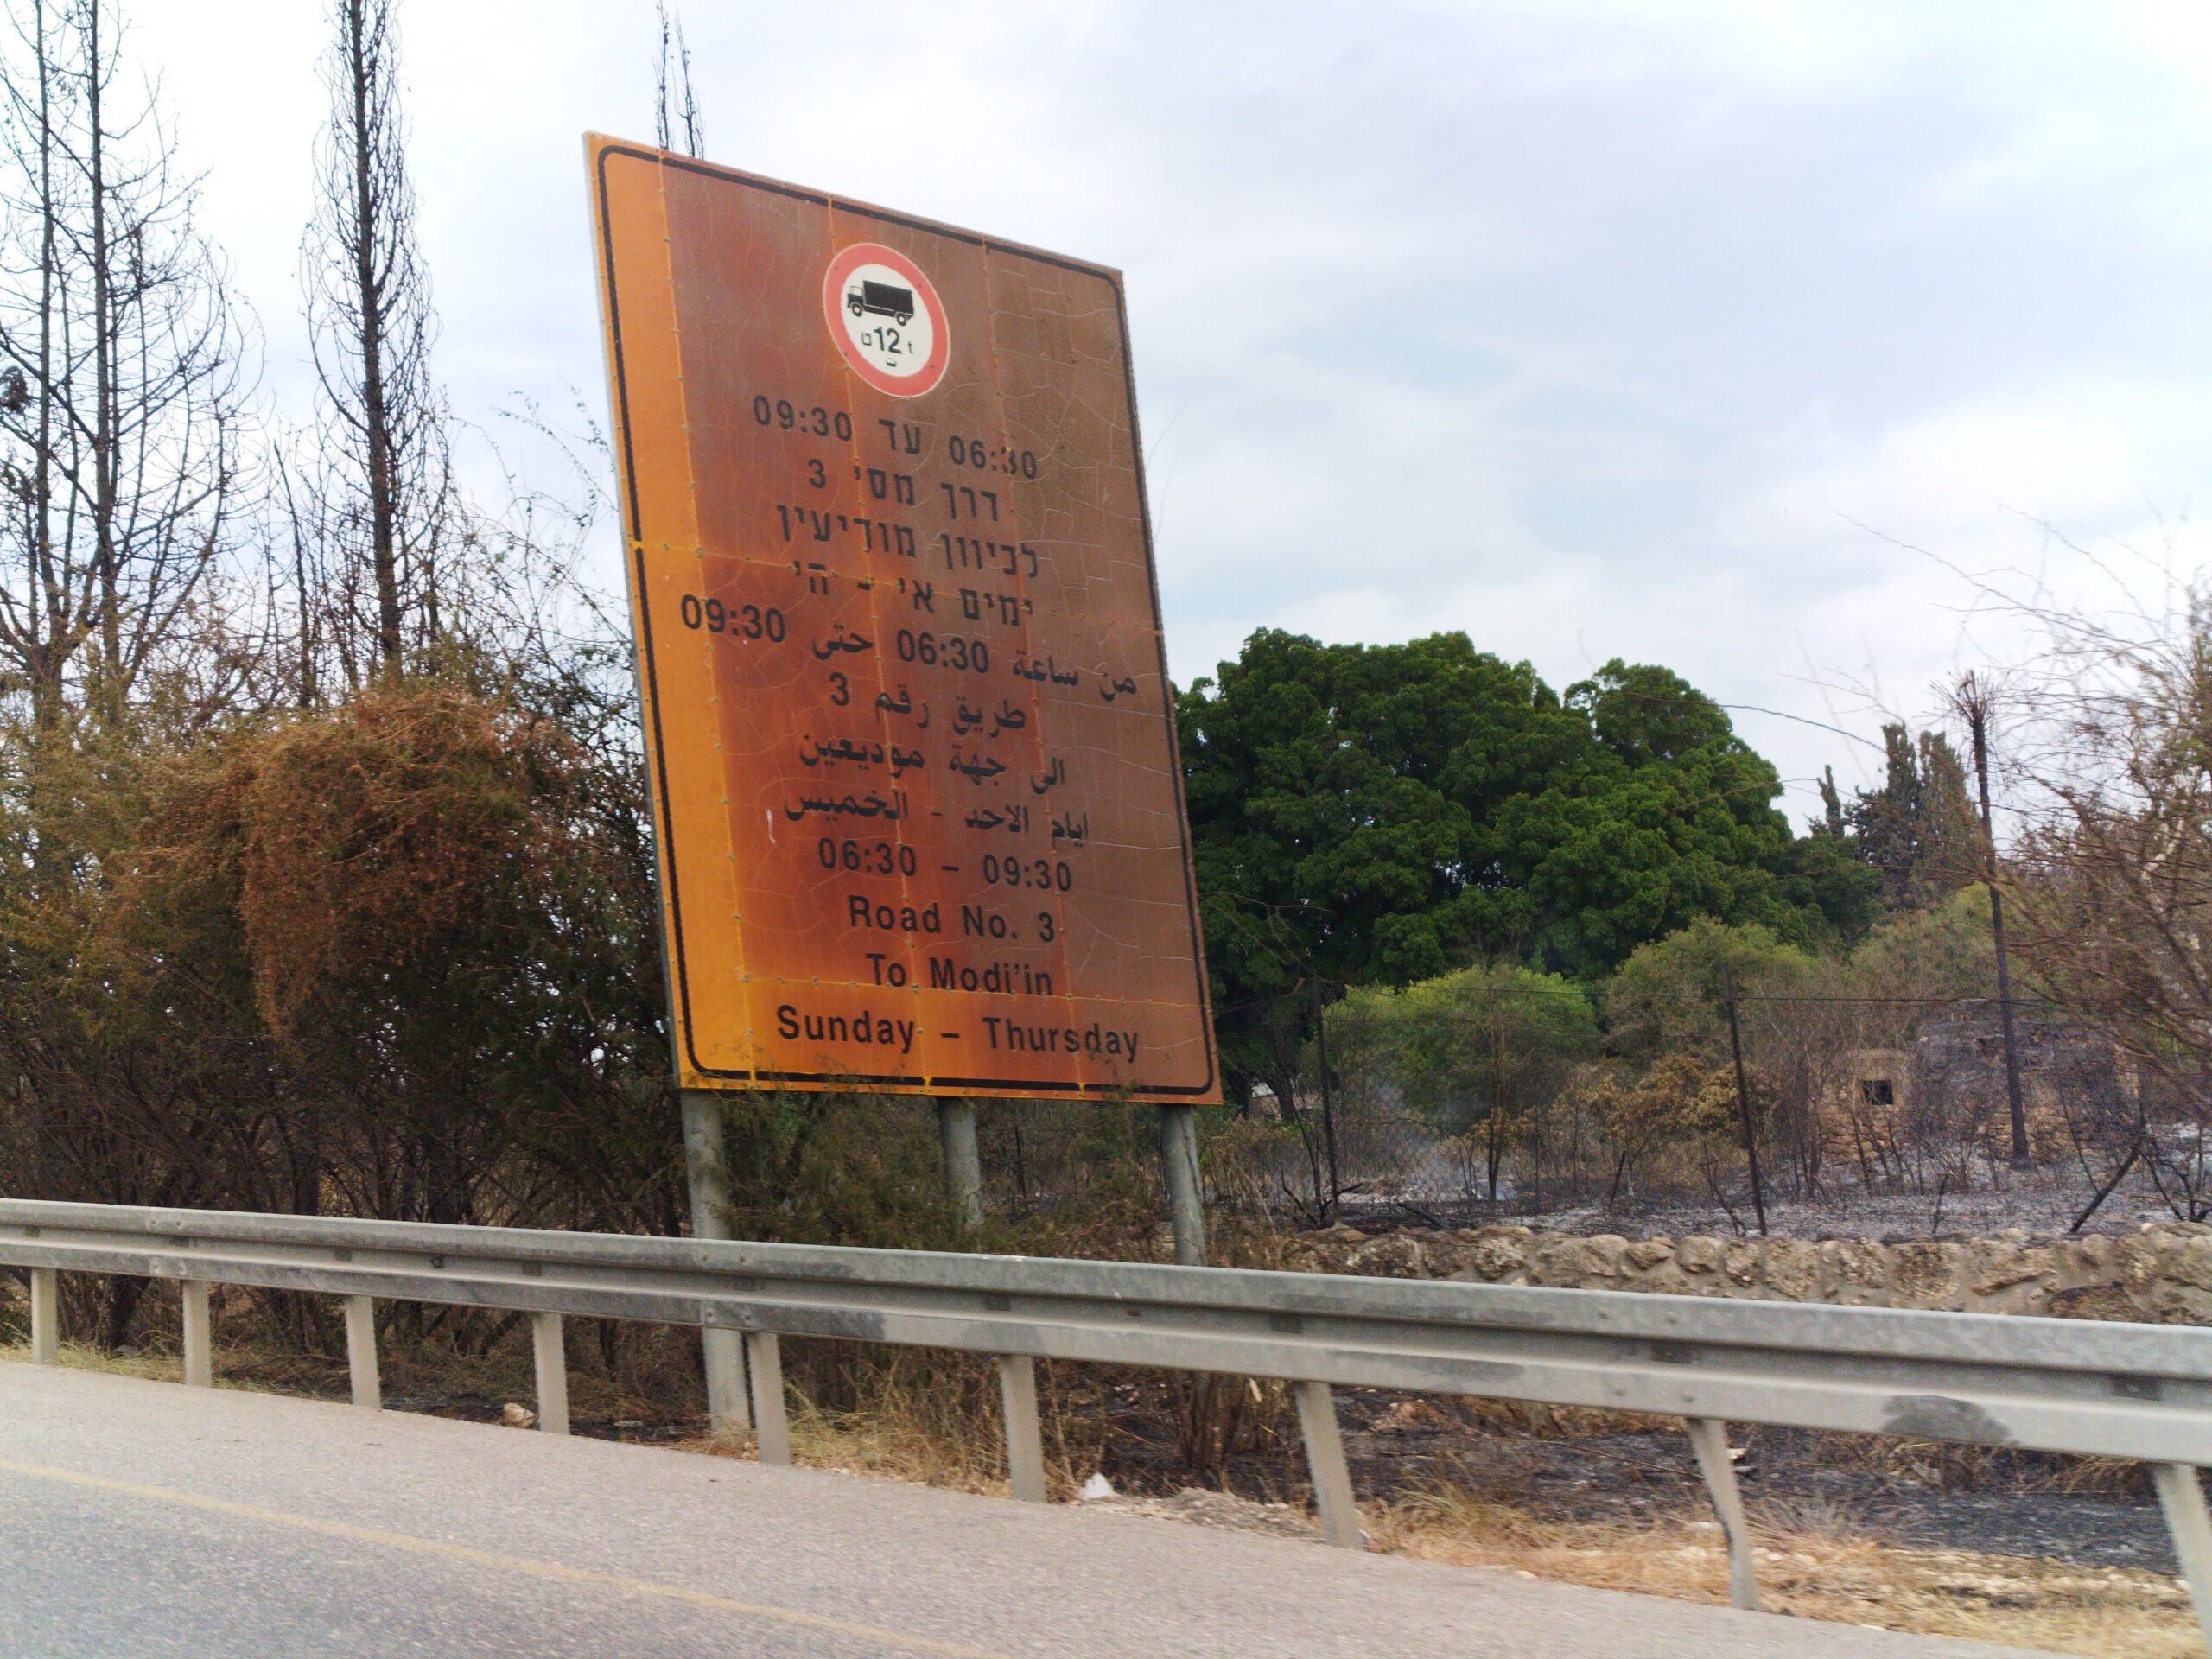 ט 12 t
ت
06:30 עד 09:30
דרך מס' 3
לכיוון מודיעין
ימים א' - ה'
من ساعة 06:30 حتى 09:30
طريق رقم 3
الى جهة موديعين
ايام الاحد - الخميس
06:30 – 09:30
Road No. 3
To Modi'in
Sunday – Thursday